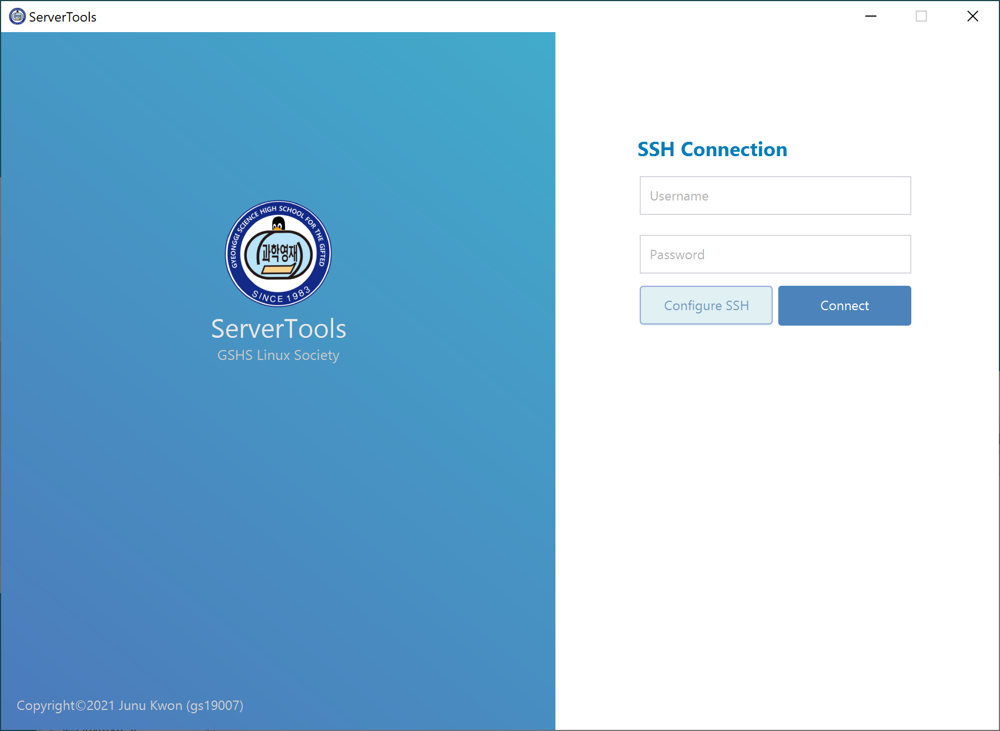 ServerTools
GYEONGGI SCIENCE HIGH SCHOOL FOR THE GIFTED
과학영재
SINCE 1983
ServerTools
GSHS Linux Society
Copyright©2021 Junu Kwon (gs19007)
SSH Connection
Username
Password
Configure SSH
Connect